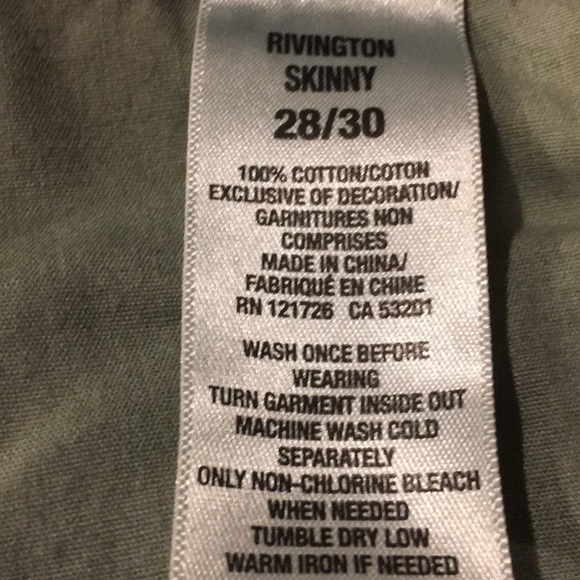 RIVINGTON
SKINNY
28/30
100% COTTON/COTON
EXCLUSIVE OF DECORATION/
GARNITURES NON
COMPRISES
MADE IN CHINA/
FABRIQUÉ EN CHINE
RN 121726 CA 53201
WASH ONCE BEFORE
WEARING
TURN GARMENT INSIDE OUT
MACHINE WASH COLD
SEPARATELY
ONLY NON-CHLORINE BLEACH
WHEN NEEDED
TUMBLE DRY LOW
WARM IRON IF NEEDED